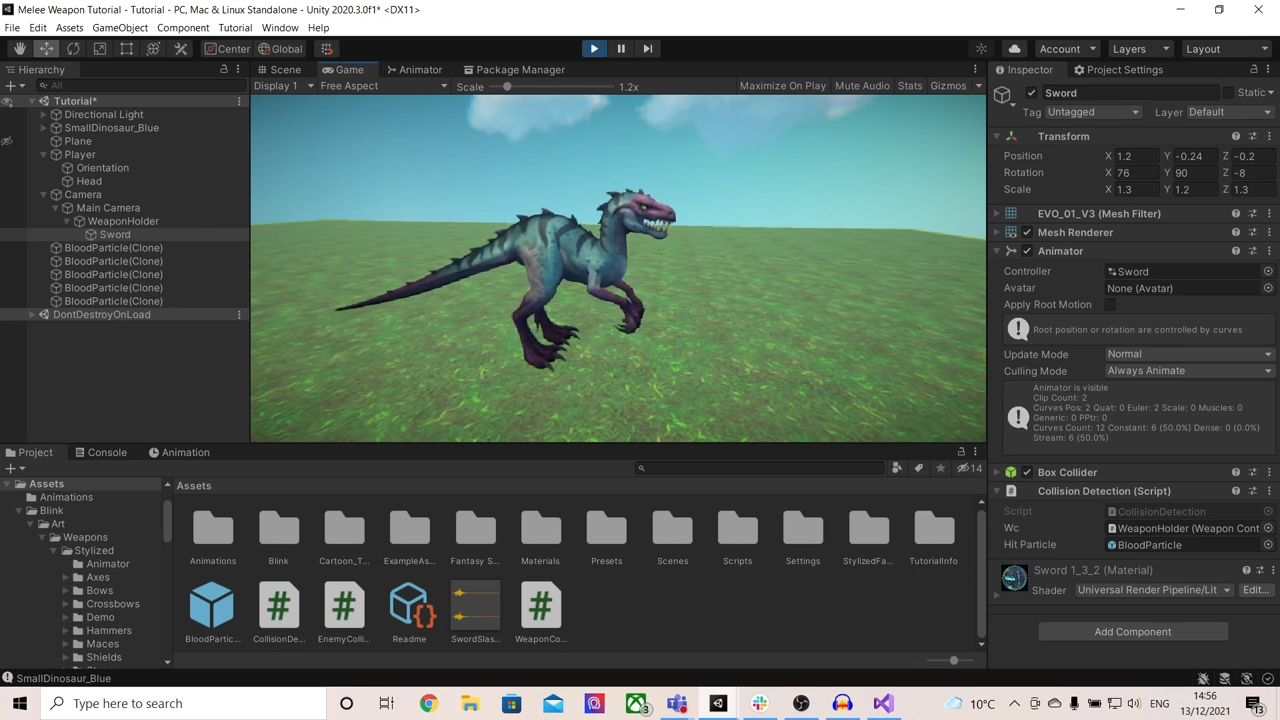 Melee Weapon Tutorial - Tutorial - PC, Mac & Linux Standalone - Unity 2020.3.0f1* <DX11>
File Edit Assets GameObject Component Tutorial Window Help
Center Global Account Layers Layout
Hierarchy
All
Tutorial*
Directional Light
SmallDinosaur_Blue
Plane
Player
Orientation
Head
Camera
Main Camera
WeaponHolder
Sword
BloodParticle(Clone)
BloodParticle(Clone)
BloodParticle(Clone)
BloodParticle(Clone)
BloodParticle(Clone)
DontDestroyOnLoad
Scene Game Animator Package Manager
Display 1 Free Aspect Scale 1.2x Maximize On Play Mute Audio Stats Gizmos
Inspector Project Settings
Sword Static
Tag Untagged Layer Default
Transform
Position X 1.2 Y -0.24 Z -0.2
Rotation X 76 Y 90 Z -8
Scale X 1.3 Y 1.2 Z 1.3
EVO_01_V3 (Mesh Filter)
Mesh Renderer
Animator
Controller Sword
Avatar None (Avatar)
Apply Root Motion
Root position or rotation are controlled by curves
Update Mode Normal
Culling Mode Always Animate
Animator is visible
Clip Count: 2
Curves Pos: 2 Quat: 0 Euler: 2 Scale: 0 Muscles: 0
Generic: 0 PPtr: 0
Curves Count: 12 Constant: 6 (50.0%) Dense: 0 (0.0%)
Stream: 6 (50.0%)
Box Collider
Collision Detection (Script)
Script CollisionDetection
Wc WeaponHolder (Weapon Cont
Hit Particle BloodParticle
Sword 1_3_2 (Material)
Shader Universal Render Pipeline/Lit Edit...
Add Component
Project Console Animation
14
Assets
Animations
Blink
Art
Weapons
Stylized
Animator
Axes
Bows
Crossbows
Demo
Hammers
Maces
Shields
Assets
Animations Blink Cartoon_T... ExampleAs... Fantasy S... Materials Presets Scenes Scripts Settings StylizedFa... TutorialInfo
BloodPartic... CollisionDe... EnemyColli... Readme SwordSlas... WeaponCo...
SmallDinosaur_Blue
Type here to search
3
10°C
ENG
14:56
13/12/2021
13